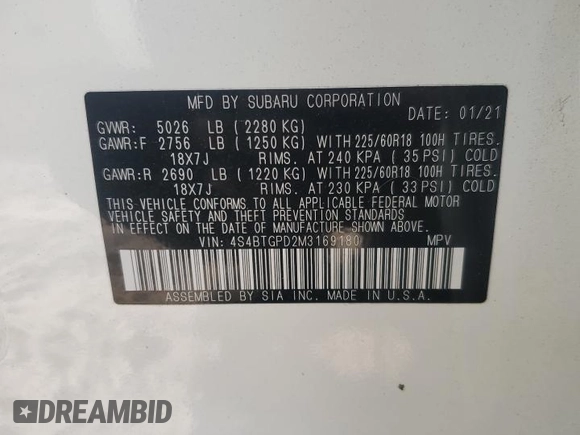 MFD BY SUBARU CORPORATION
DATE: 01/21
GVWR: 5026 LB (2280 KG)
GAWR:F 2756 LB (1250 KG) WITH 225/60R18 100H TIRES.
18X7J RIMS. AT 240 KPA (35 PSI) COLD
GAWR:R 2690 LB (1220 KG) WITH 225/60R18 100H TIRES.
18X7J RIMS. AT 230 KPA (33 PSI) COLD
THIS VEHICLE CONFORMS TO ALL APPLICABLE FEDERAL MOTOR
VEHICLE SAFETY AND THEFT PREVENTION STANDARDS
IN EFFECT ON THE DATE OF MANUFACTURE SHOWN ABOVE.
VIN: 4S4BTGPD2M3169180 MPV
ASSEMBLED BY SIA INC. MADE IN U.S.A.
DREAMBID